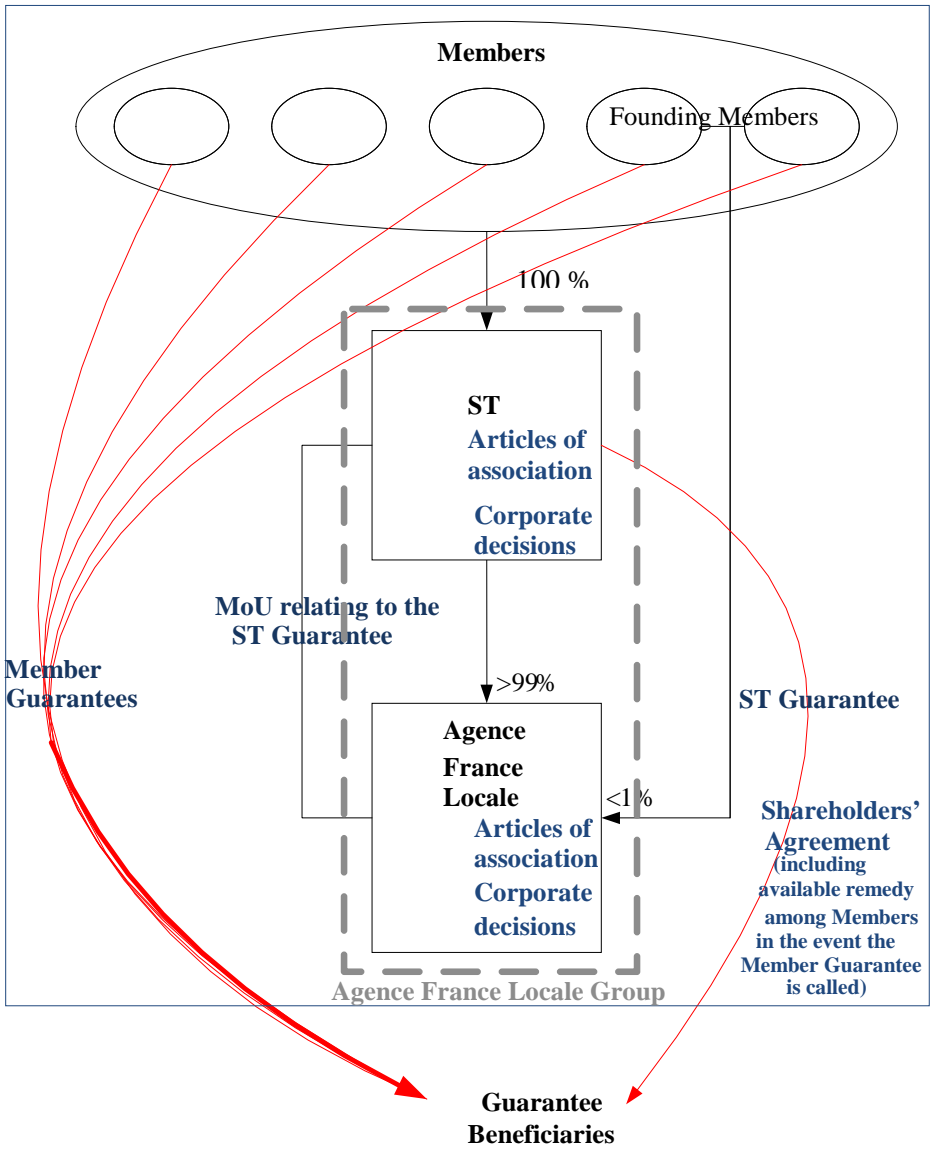 Members
Founding Members
100 %
ST
Articles of
association
Corporate
decisions
MoU relating to the
ST Guarantee
Member
Guarantees
>99%
ST Guarantee
Agence
France
Locale
<1%
Articles of
association
Corporate
decisions
Shareholders’
Agreement
(including
available remedy
among Members
in the event the
Member Guarantee
is called)
Agence France Locale Group
Guarantee
Beneficiaries